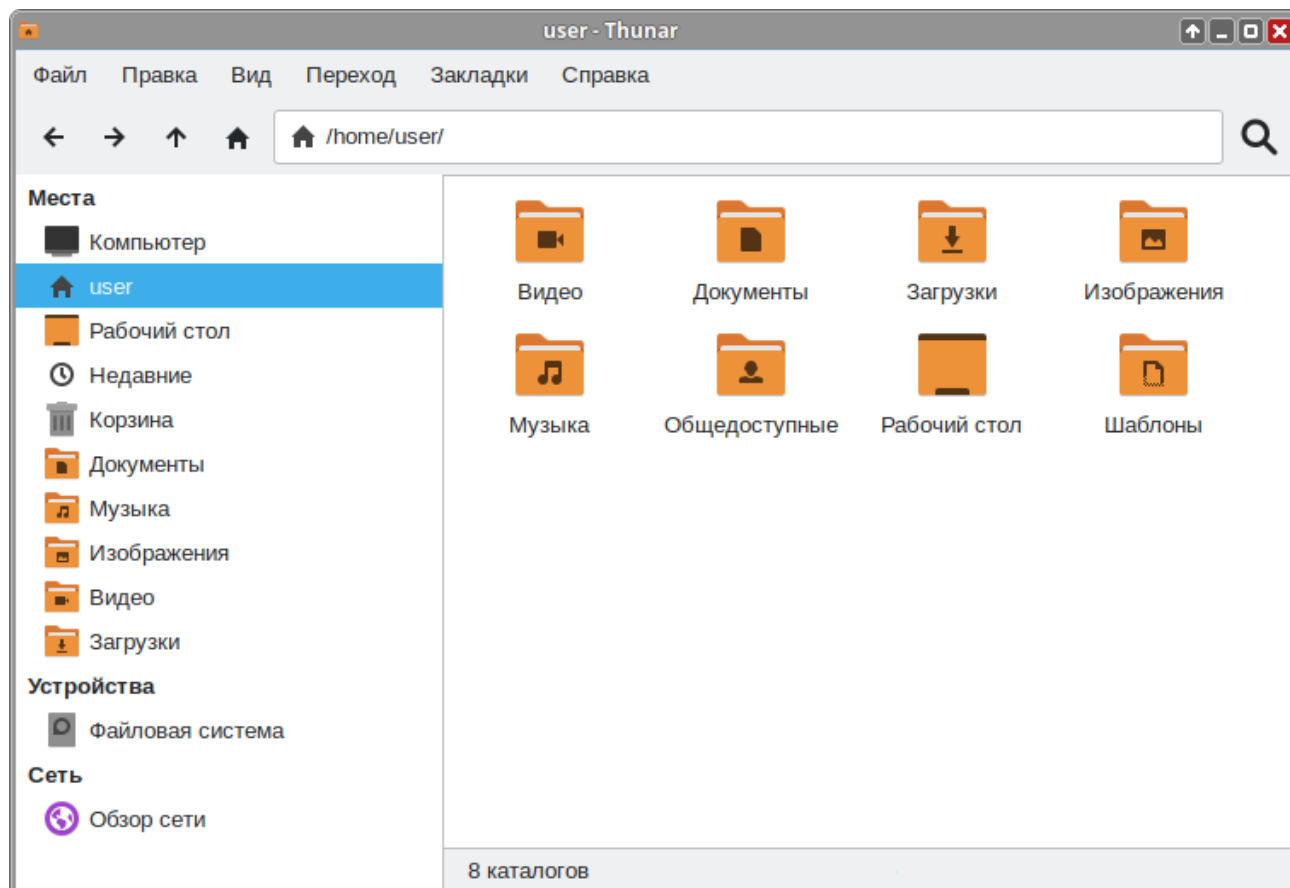 user - Thunar
Файл Правка Вид Переход Закладки Справка
/home/user/
Места
Компьютер
user
Рабочий стол
Недавние
Корзина
Документы
Музыка
Изображения
Видео
Загрузки
Устройства
Файловая система
Сеть
Обзор сети
Видео Документы Загрузки Изображения
Музыка Общедоступные Рабочий стол Шаблоны
8 каталогов